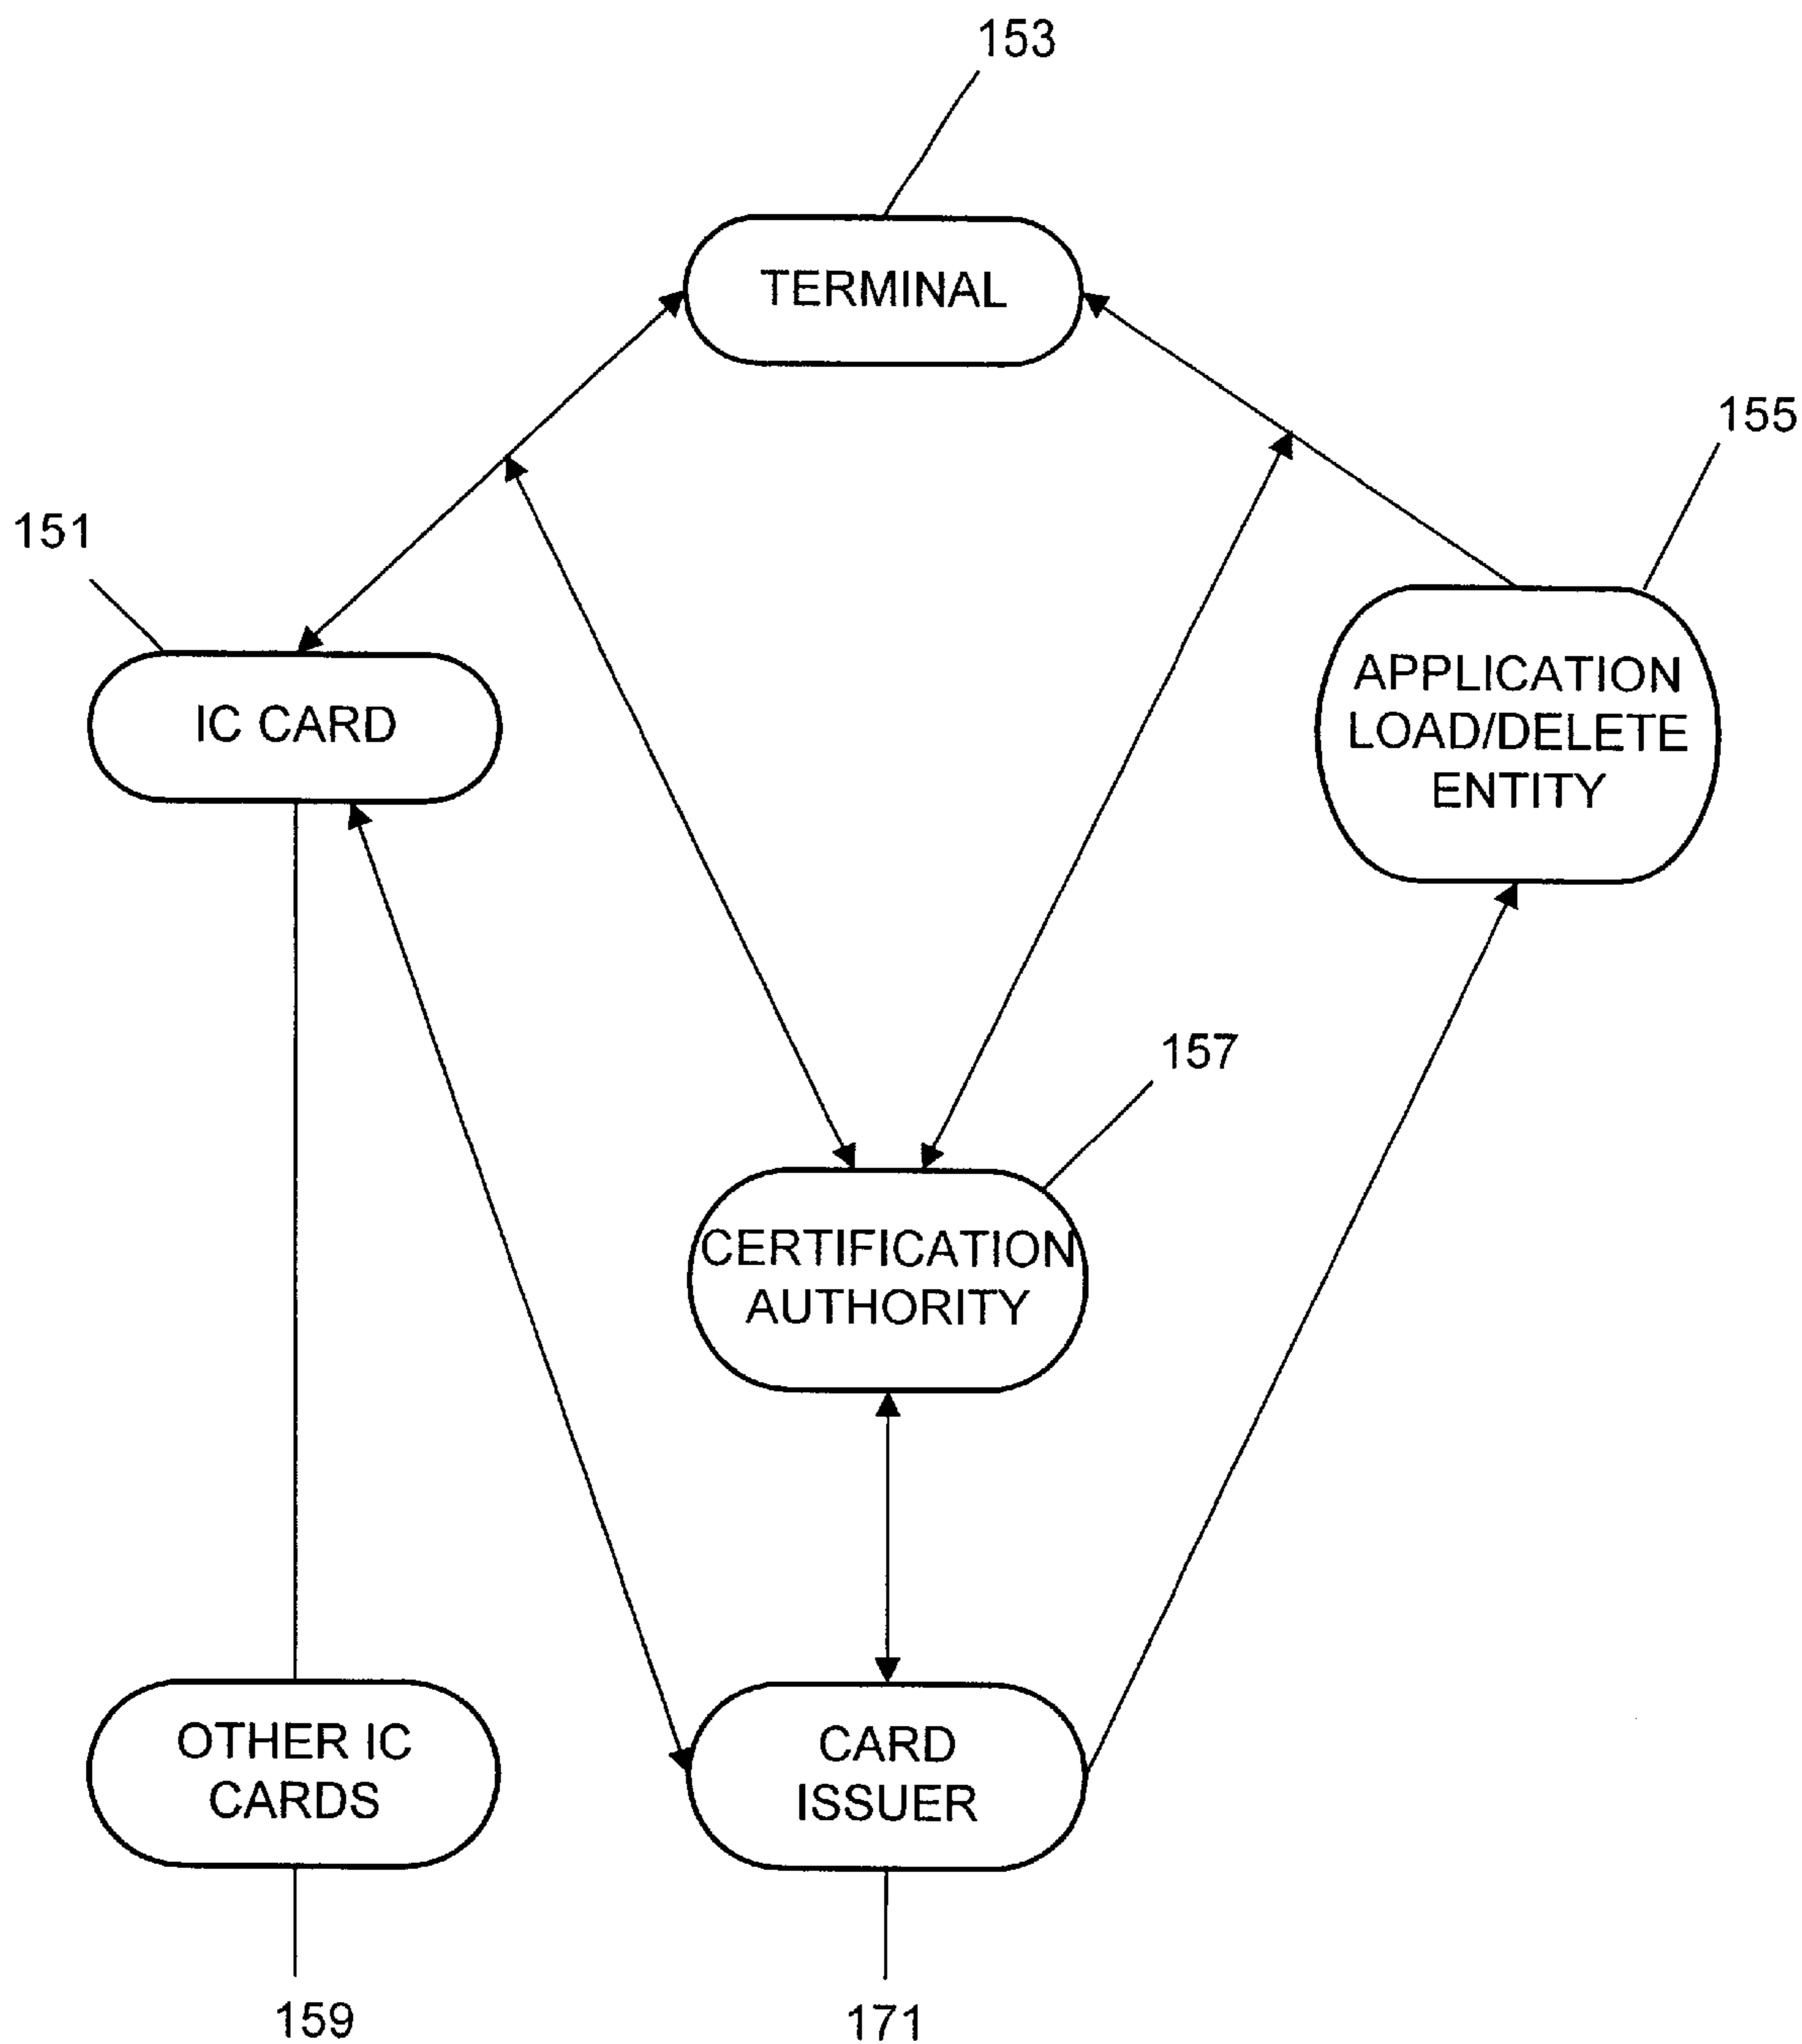 153
TERMINAL
155
151
IC CARD
APPLICATION
LOAD/DELETE
ENTITY
157
CERTIFICATION
AUTHORITY
OTHER IC
CARDS
CARD
ISSUER
159
171